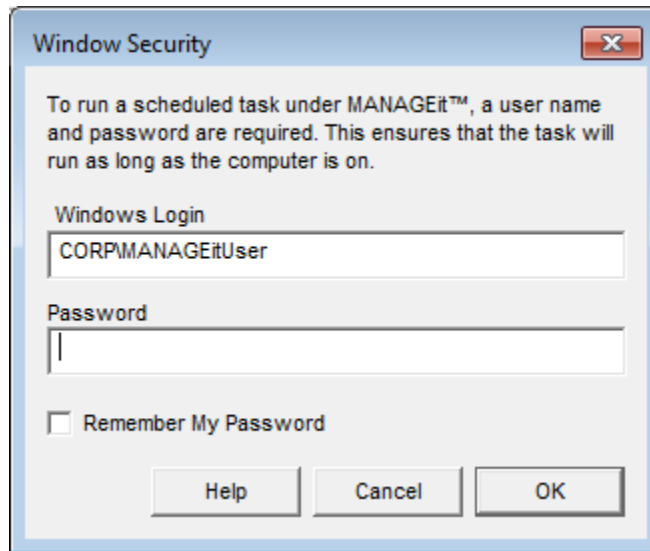 Window Security
To run a scheduled task under MANAGEit™, a user name
and password are required. This ensures that the task will
run as long as the computer is on.
Windows Login
CORP\MANAGEitUser
Password
Remember My Password
Help Cancel OK